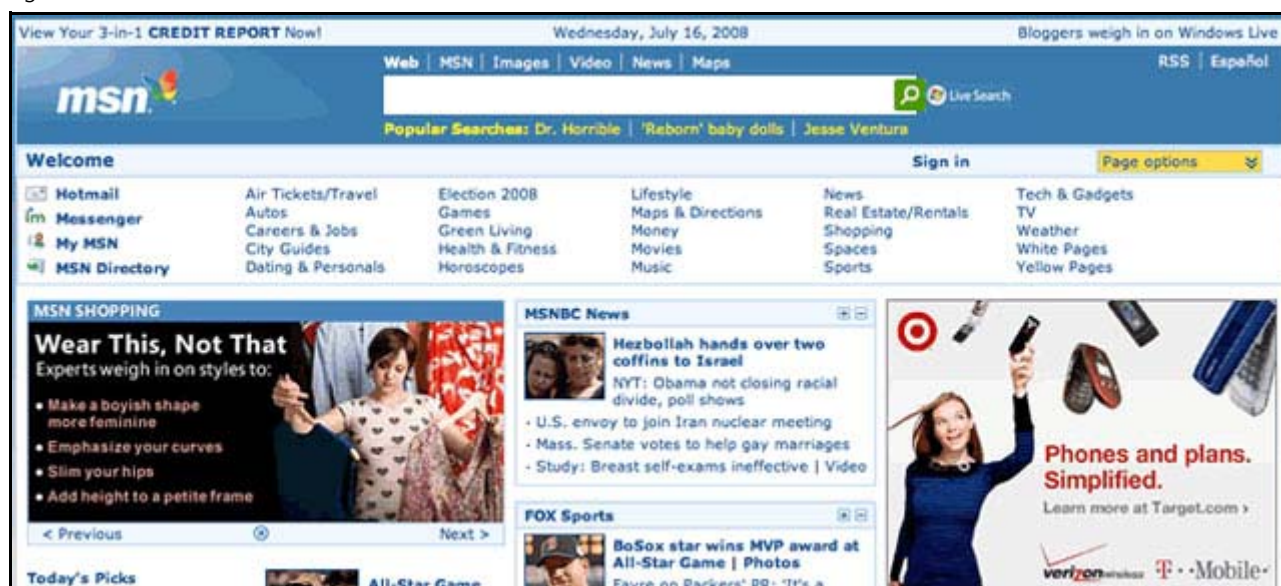 View Your 3-in-1 CREDIT REPORT Now!
Wednesday, July 16, 2008
Bloggers weigh in on Windows Live
Web | MSN | Images | Video | News | Maps
RSS | Español
msn
Live Search
Popular Searches: Dr. Horrible | 'Reborn' baby dolls | Jesse Ventura
Welcome
Sign in
Page options
Hotmail
Messenger
My MSN
MSN Directory
Air Tickets/Travel
Autos
Careers & Jobs
City Guides
Dating & Personals
Election 2008
Games
Green Living
Health & Fitness
Horoscopes
Lifestyle
Maps & Directions
Money
Movies
Music
News
Real Estate/Rentals
Shopping
Spaces
Sports
Tech & Gadgets
TV
Weather
White Pages
Yellow Pages
MSN SHOPPING
Wear This, Not That
Experts weigh in on styles to:
• Make a boyish shape
more feminine
• Emphasize your curves
• Slim your hips
• Add height to a petite frame
< Previous
Next >
Today's Picks
All-Star Game
MSNBC News
Hezbollah hands over two
coffins to Israel
NYT: Obama not closing racial
divide, poll shows
· U.S. envoy to join Iran nuclear meeting
· Mass. Senate votes to help gay marriages
· Study: Breast self-exams ineffective | Video
FOX Sports
BoSox star wins MVP award at
All-Star Game | Photos
Favre on Packers' 'It's a
Phones and plans.
Simplified.
Learn more at Target.com ›
verizonwireless
T··Mobile·